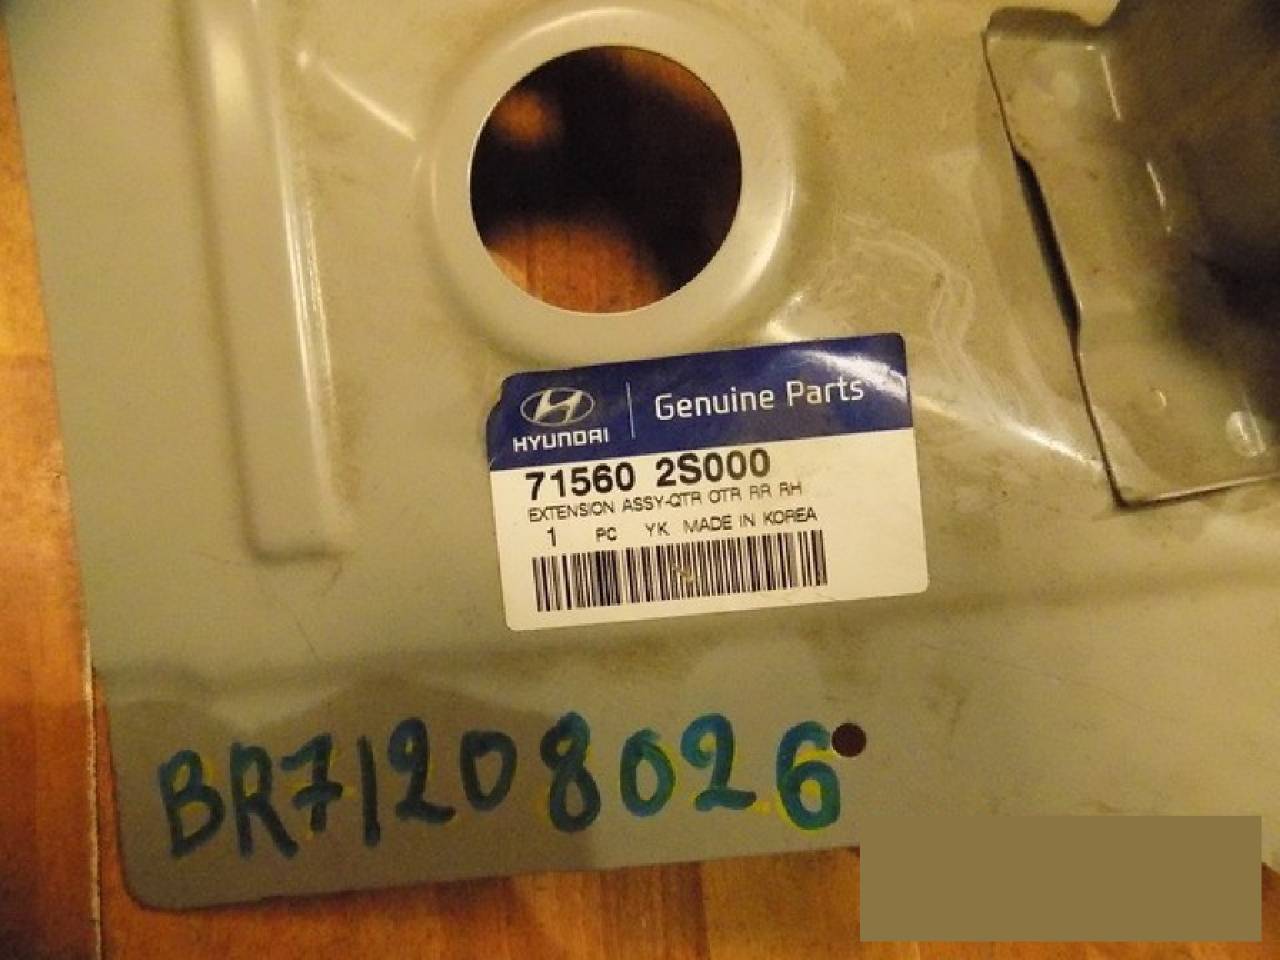 HYUNDAI Genuine Parts
71560 2S000
EXTENSION ASSY-QTR OTR RR RH
1 PC YK MADE IN KOREA
BR71208026